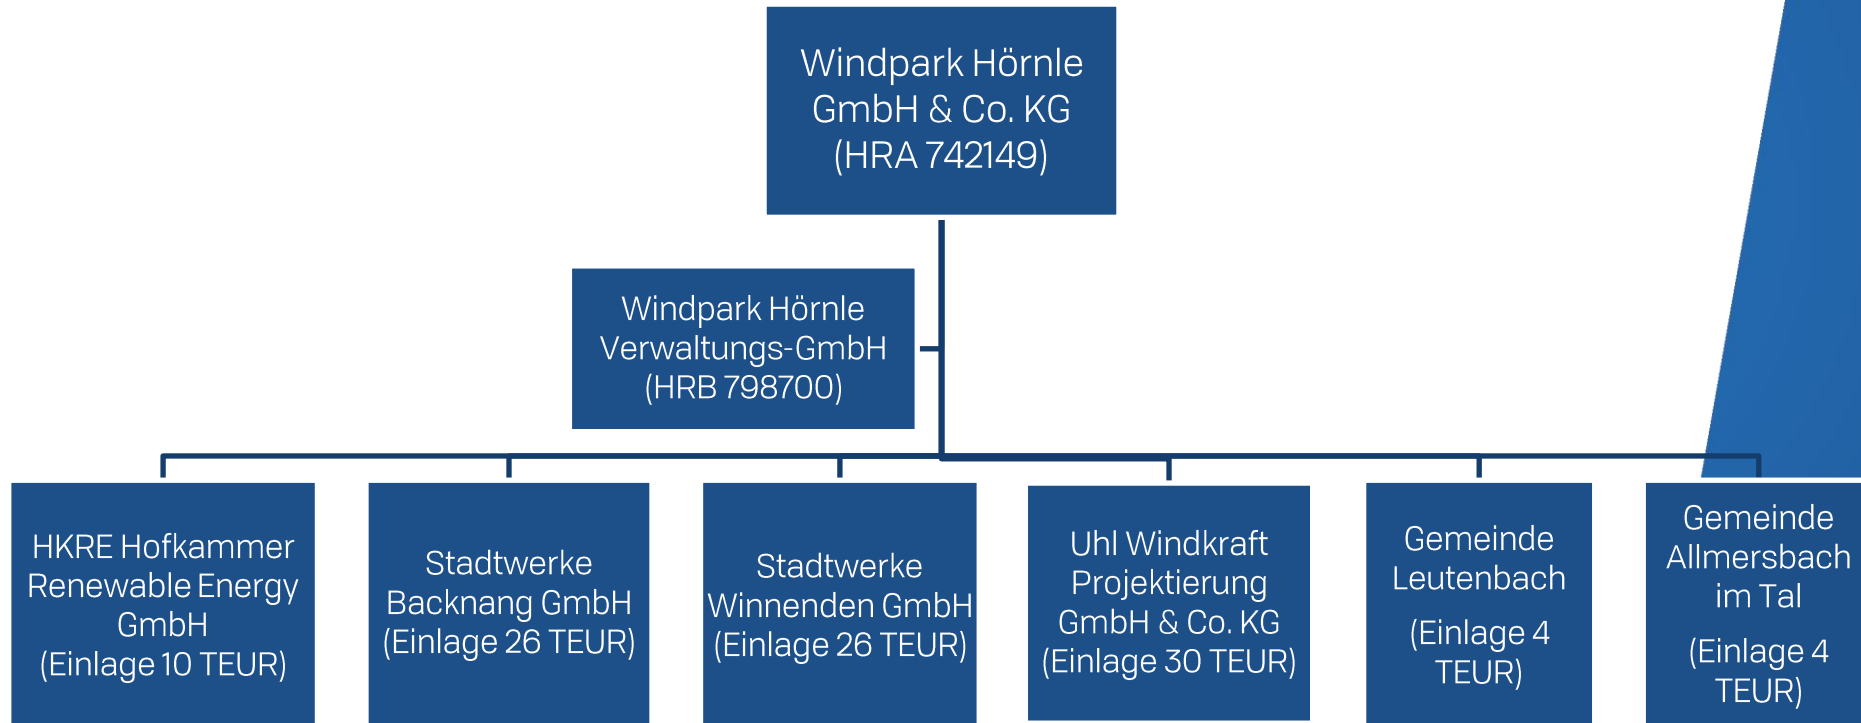 Windpark Hörnle
GmbH & Co. KG
(HRA 742149)
Windpark Hörnle
Verwaltungs-GmbH
(HRB 798700)
HKRE Hofkammer
Renewable Energy
GmbH
(Einlage 10 TEUR)
Stadtwerke
Backnang GmbH
(Einlage 26 TEUR)
Stadtwerke
Winnenden GmbH
(Einlage 26 TEUR)
Uhl Windkraft
Projektierung
GmbH & Co. KG
(Einlage 30 TEUR)
Gemeinde
Leutenbach
(Einlage 4
TEUR)
Gemeinde
Allmersbach
im Tal
(Einlage 4
TEUR)